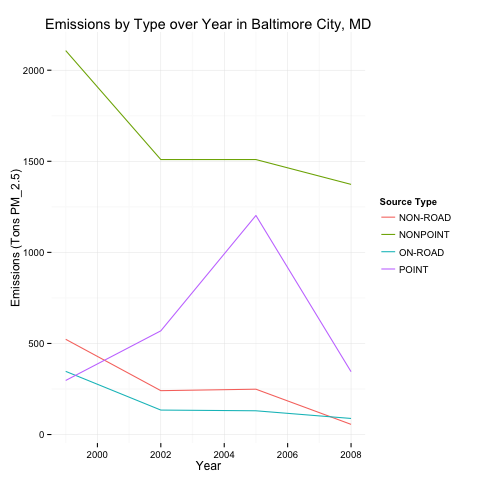 Emissions by Type over Year in Baltimore City, MD
Emissions (Tons PM_2.5)
2000
1500
1000
500
0
2000 2002 2004 2006 2008
Year
Source Type
NON-ROAD
NONPOINT
ON-ROAD
POINT